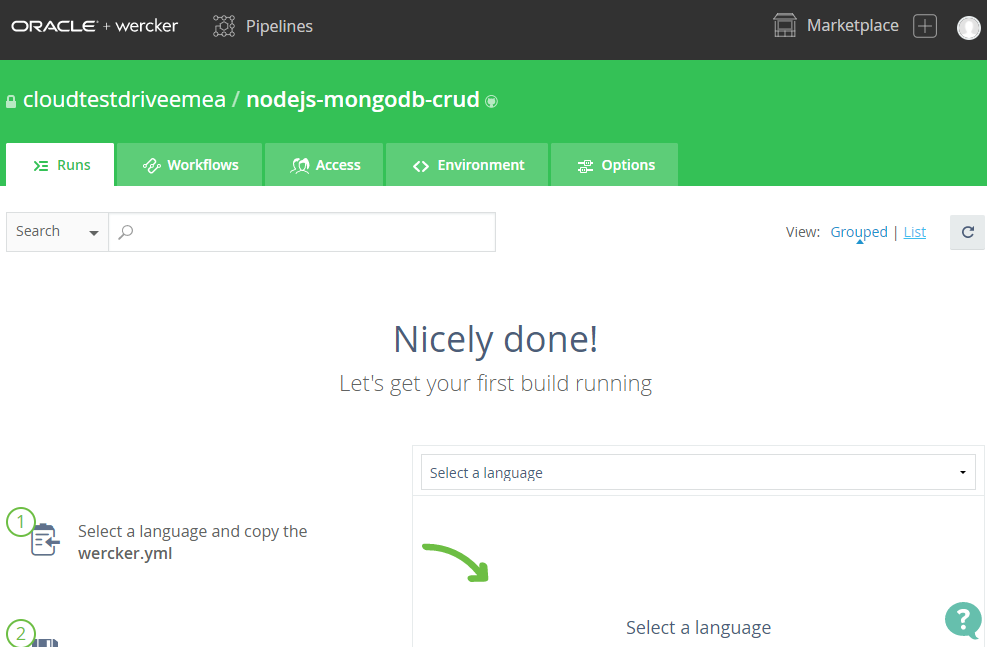 ORACLE + wercker Pipelines Marketplace
cloudtestdriveemea / nodejs-mongodb-crud
Runs Workflows Access Environment Options
Search View: Grouped | List
Nicely done!
Let's get your first build running
Select a language
1
Select a language and copy the
wercker.yml
Select a language
2
?